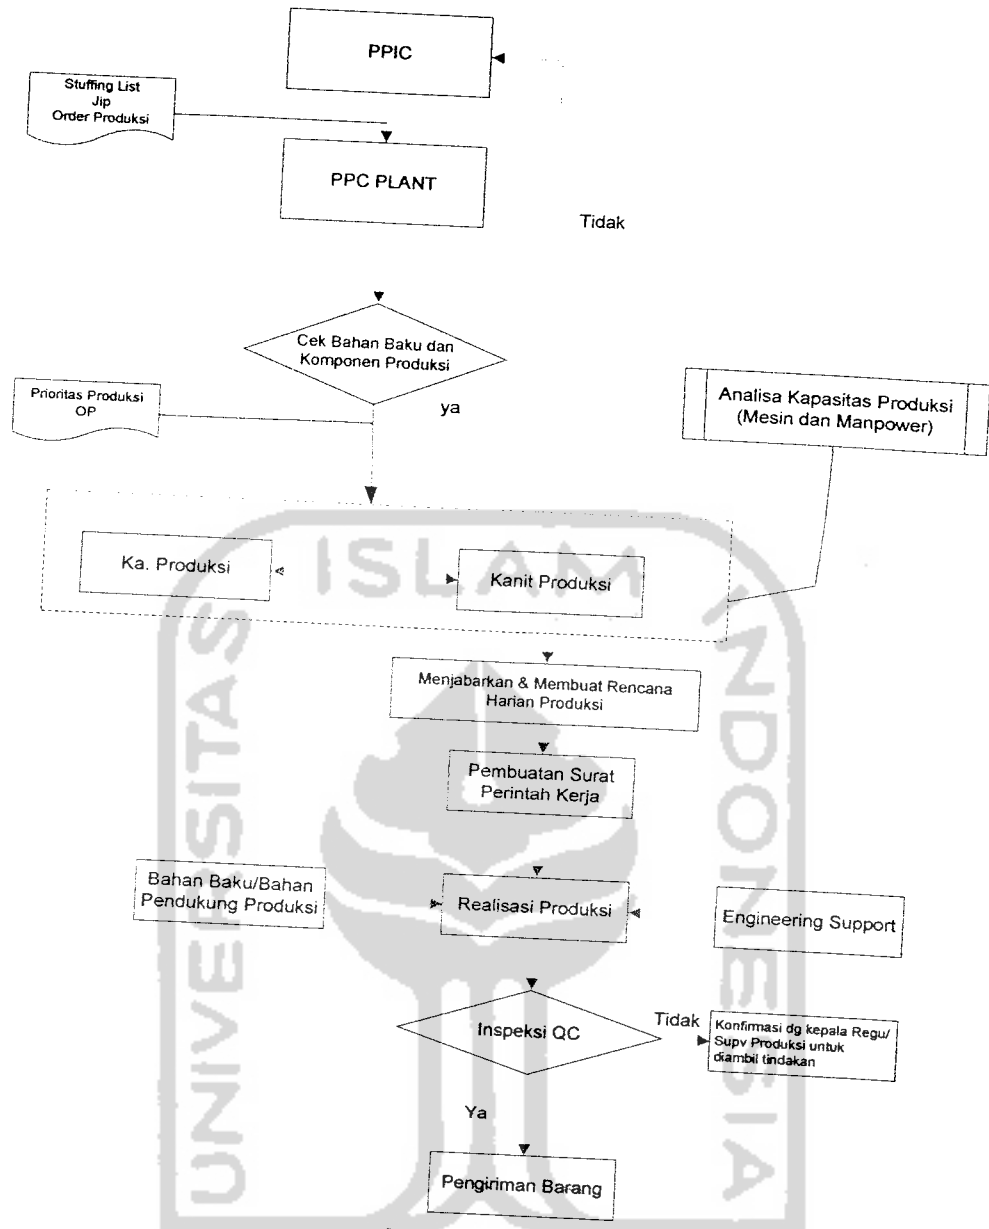 PPIC
Stuffing List
Jip
Order Produksi
PPC PLANT
Tidak
Cek Bahan Baku dan
Komponen Produksi
Prioritas Produksi
OP
ya
Analisa Kapasitas Produksi
(Mesin dan Manpower)
Ka. Produksi
Kanit Produksi
Menjabarkan & Membuat Rencana
Harian Produksi
Pembuatan Surat
Perintah Kerja
Bahan Baku/Bahan
Pendukung Produksi
Realisasi Produksi
Engineering Support
Inspeksi QC
Tidak
Konfirmasi dg kepala Regu/
Supv Produksi untuk
diambil tindakan
Ya
Pengiriman Barang
UNIVERSITAS
ISLAM
INDONESIA